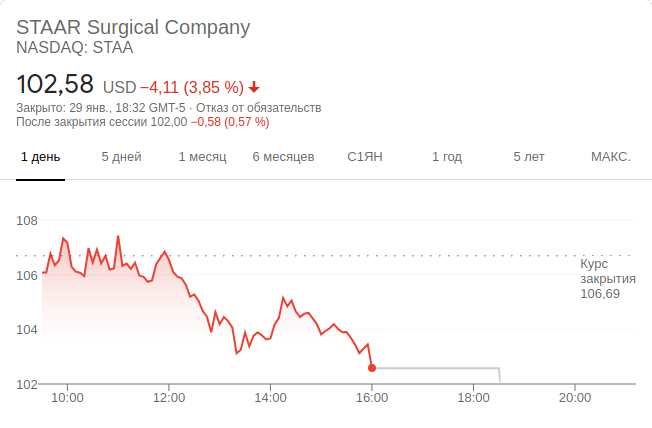 STAAR Surgical Company
NASDAQ: STAA
102,58 USD −4,11 (3,85 %)
Закрыто: 29 янв., 18:32 GMT-5 · Отказ от обязательств
После закрытия сессии 102,00 −0,58 (0,57 %)
1 день 5 дней 1 месяц 6 месяцев С1ЯН 1 год 5 лет МАКС.
108
106
104
102
Курс
закрытия
106,69
10:00 12:00 14:00 16:00 18:00 20:00